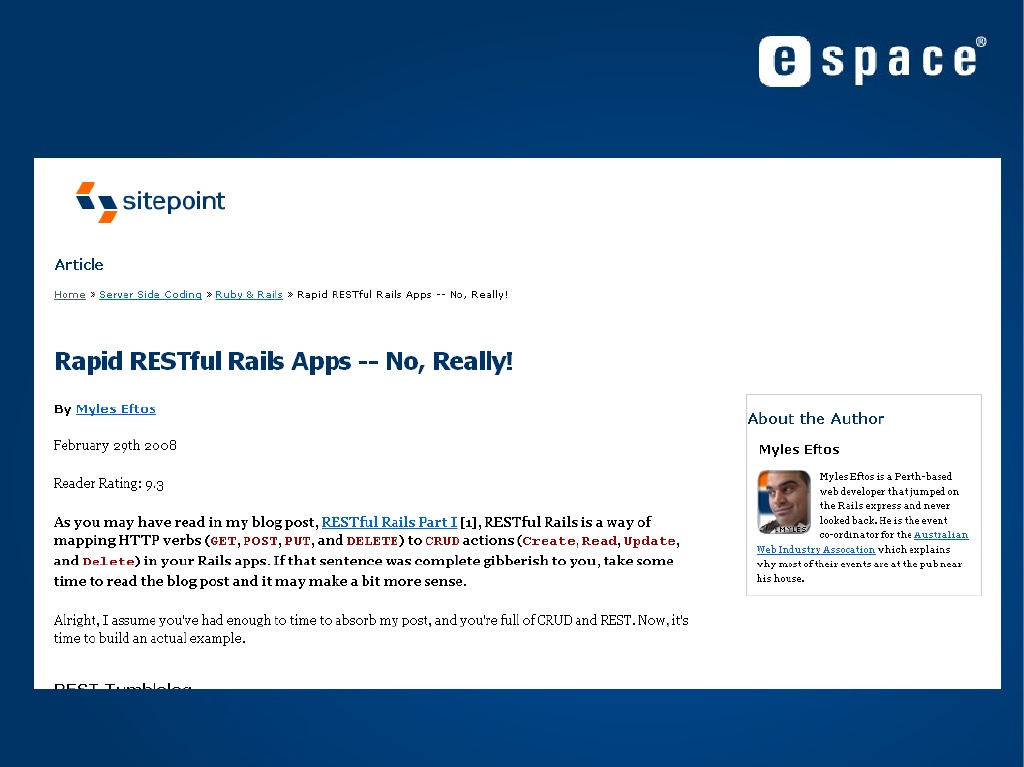 e space®
sitepoint
Article
Home » Server Side Coding » Ruby & Rails » Rapid RESTful Rails Apps -- No, Really!
Rapid RESTful Rails Apps -- No, Really!
By Myles Eftos
February 29th 2008
Reader Rating: 9.3
As you may have read in my blog post, RESTful Rails Part I [1], RESTful Rails is a way of
mapping HTTP verbs (GET, POST, PUT, and DELETE) to CRUD actions (Create, Read, Update,
and Delete) in your Rails apps. If that sentence was complete gibberish to you, take some
time to read the blog post and it may make a bit more sense.
Alright, I assume you've had enough to time to absorb my post, and you're full of CRUD and REST. Now, it's
time to build an actual example.
REST Tumblelog
About the Author
Myles Eftos
MYLES
Myles Eftos is a Perth-based
web developer that jumped on
the Rails express and never
looked back. He is the event
co-ordinator for the Australian
Web Industry Assocation which explains
why most of their events are at the pub near
his house.